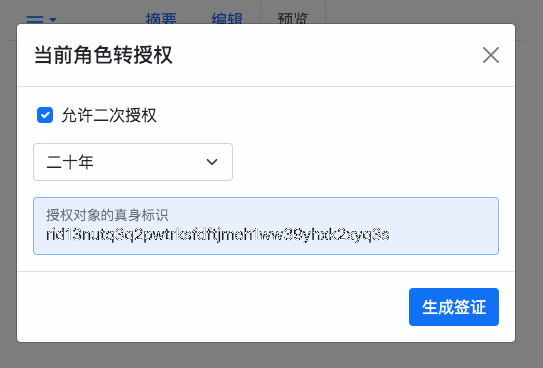 摘要 编辑 预览
当前角色转授权
允许二次授权
二十年
授权对象的真身标识
生成签证